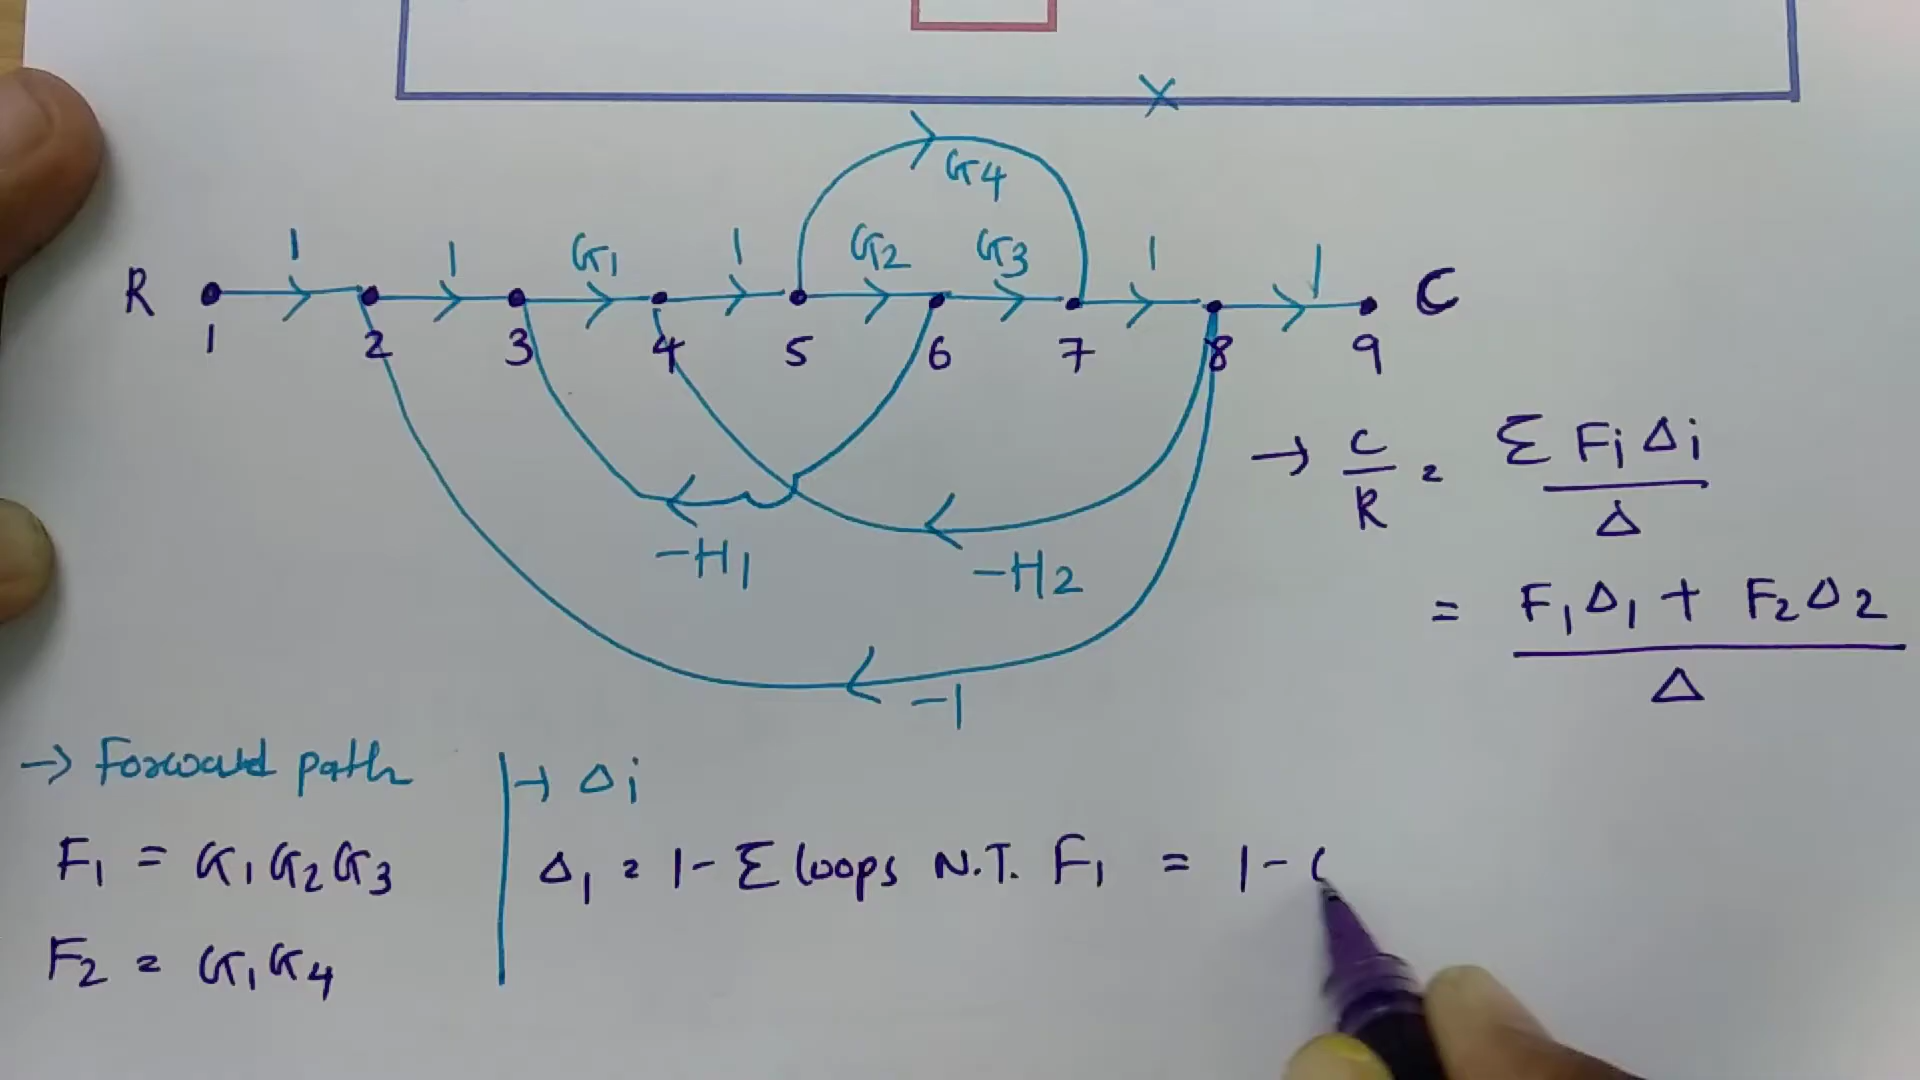 X
G4
1 1 G1 1 G2 G3 1 1
R C
1 2 3 4 5 6 7 8 9
-H1 -H2
-1
→ C/R = Σ Fi Δi / Δ
= F1Δ1 + F2Δ2 / Δ
→ Forward path
F1 = G1G2G3
F2 = G1G4
→ Δi
Δ1 = 1 - Σ loops N.T. F1 = 1 - (